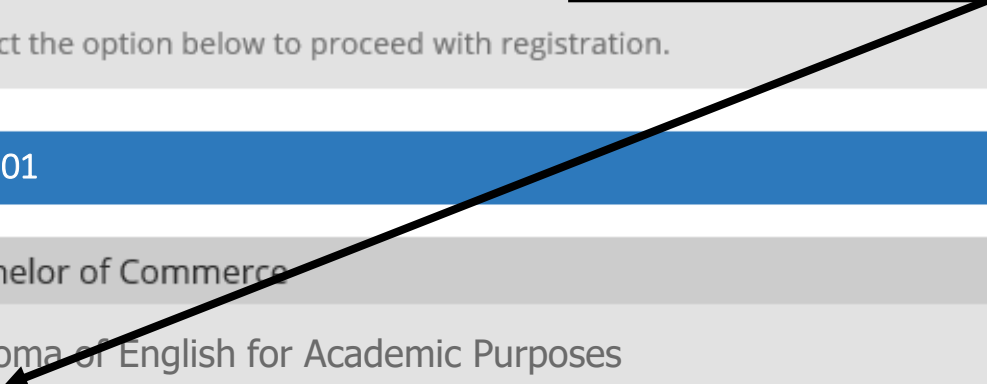 ct the option below to proceed with registration.
01
helor of Commerce
oma of English for Academic Purposes